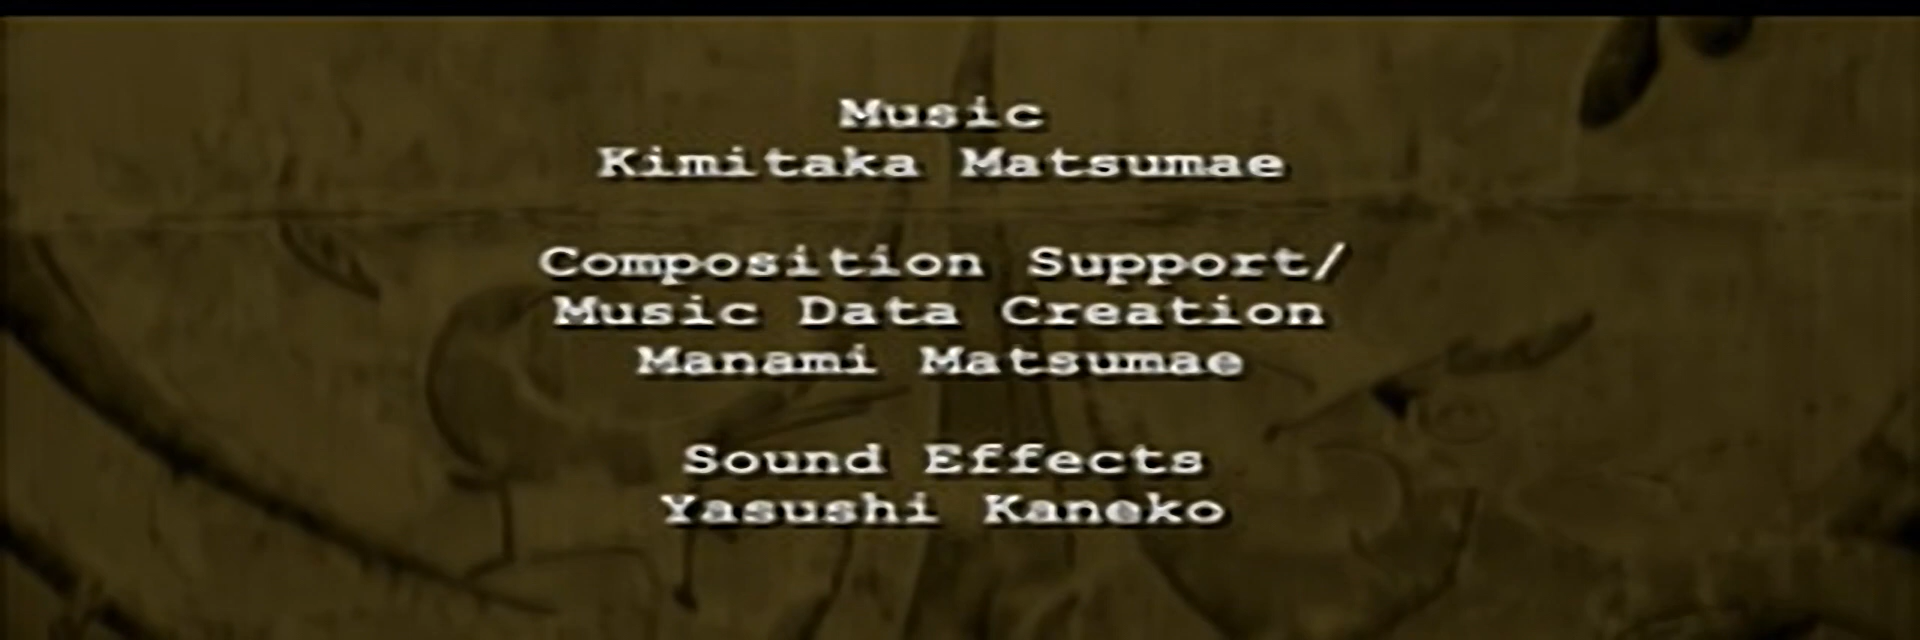 Music
Kimitaka Matsumae
Composition Support/
Music Data Creation
Manami Matsumae
Sound Effects
Yasushi Kaneko